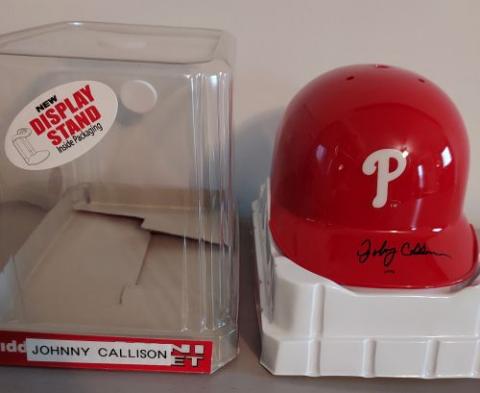 NEW
DISPLAY
STAND
Inside Packaging
P
Johnny Callison
JOHNNY CALLISON